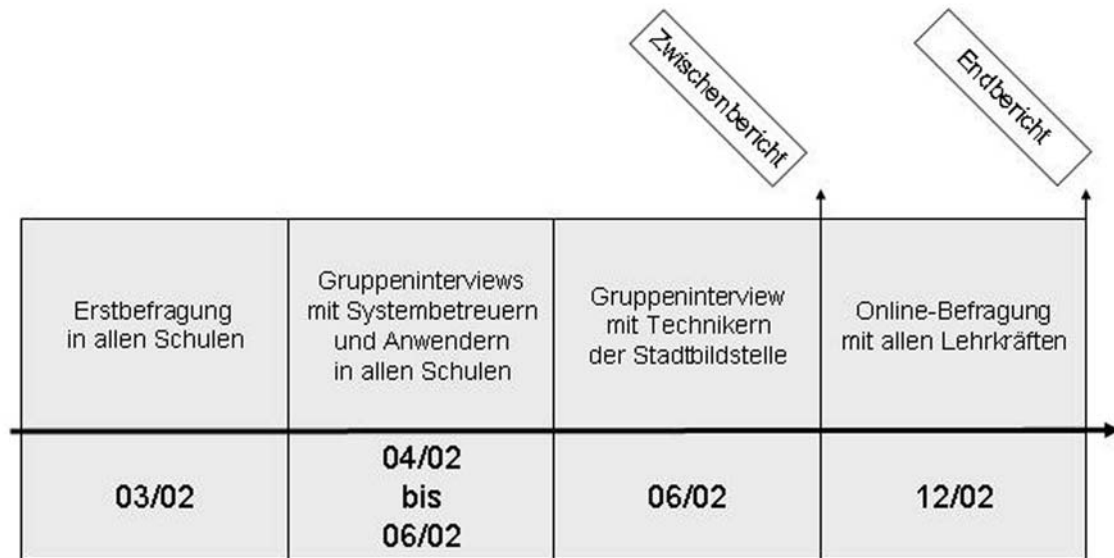 Zwischenbericht
Endbericht
Erstbefragung
in allen Schulen
Gruppeninterviews
mit Systembetreuern
und Anwendern
in allen Schulen
Gruppeninterview
mit Technikern
der Stadtbildstelle
Online-Befragung
mit allen Lehrkräften
03/02
04/02
bis
06/02
06/02
12/02